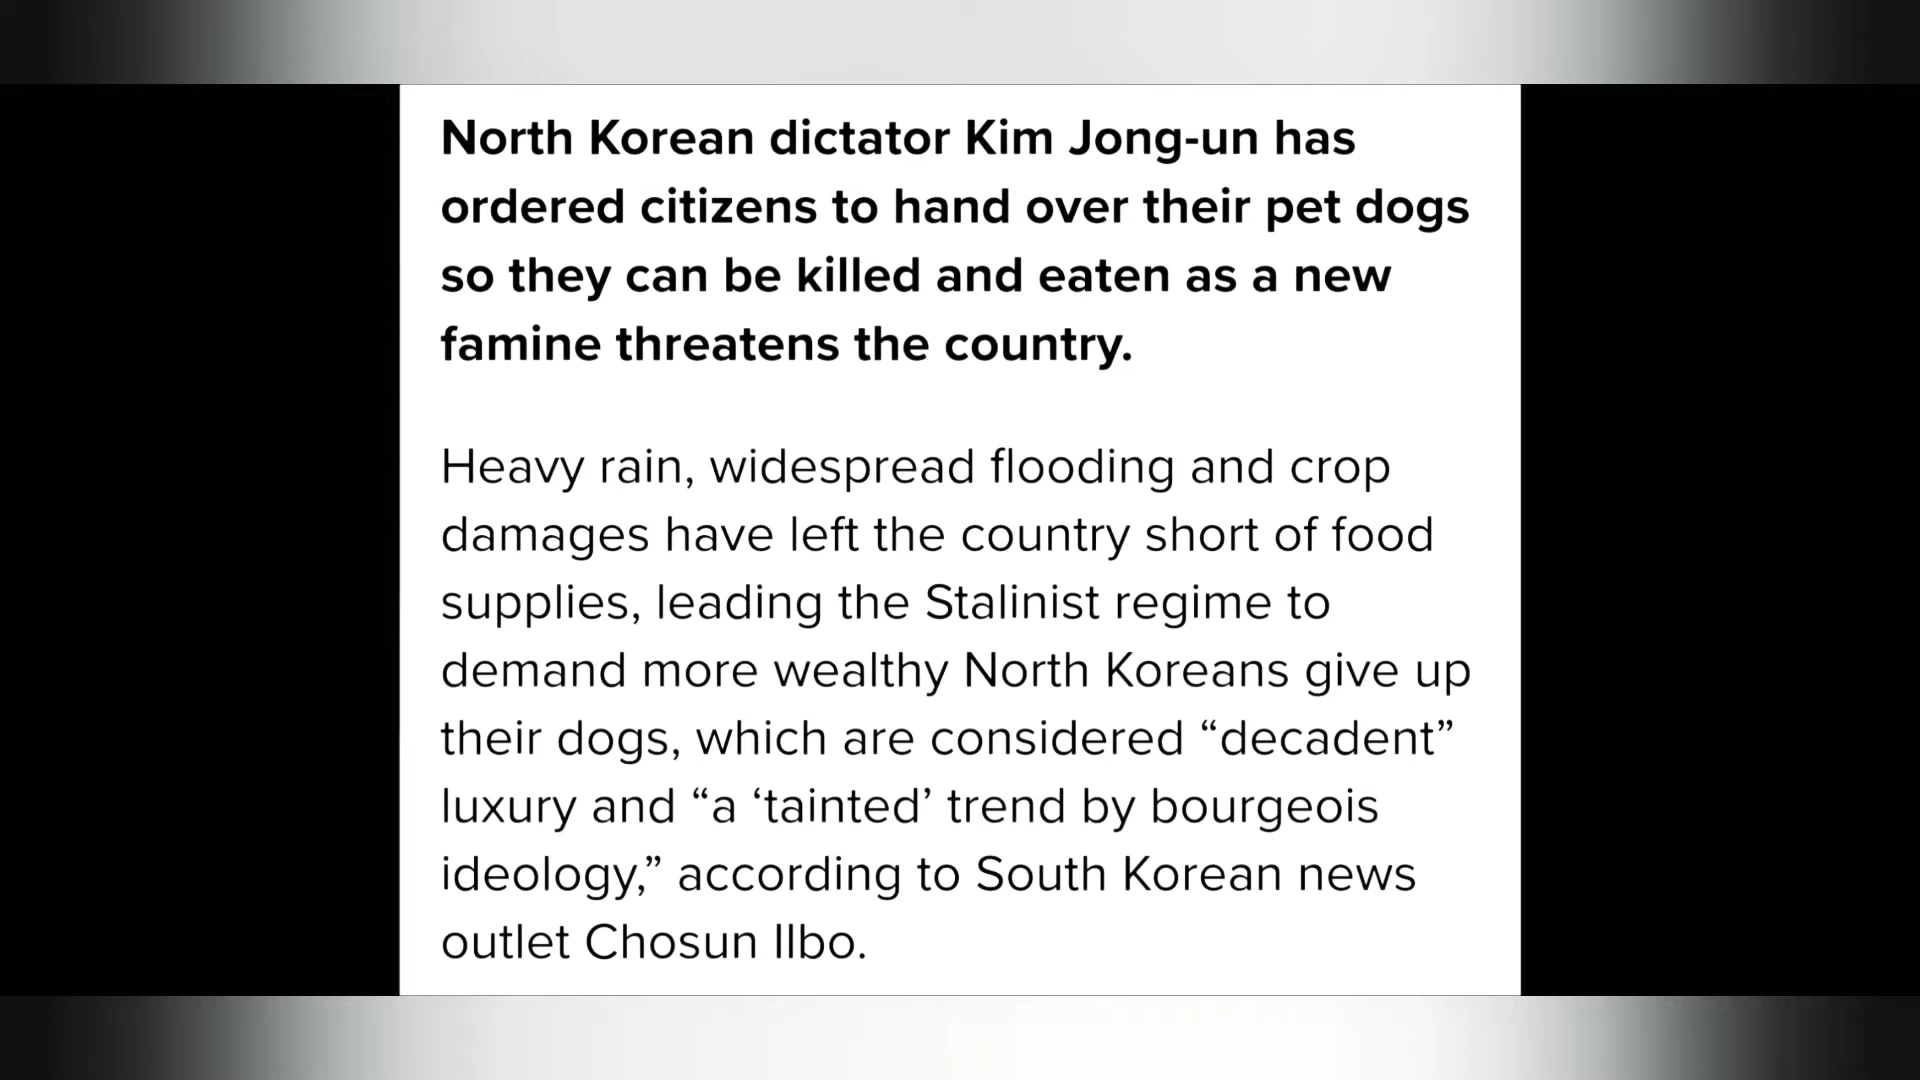 North Korean dictator Kim Jong-un has
ordered citizens to hand over their pet dogs
so they can be killed and eaten as a new
famine threatens the country.
Heavy rain, widespread flooding and crop
damages have left the country short of food
supplies, leading the Stalinist regime to
demand more wealthy North Koreans give up
their dogs, which are considered “decadent”
luxury and “a ‘tainted’ trend by bourgeois
ideology,” according to South Korean news
outlet Chosun Ilbo.